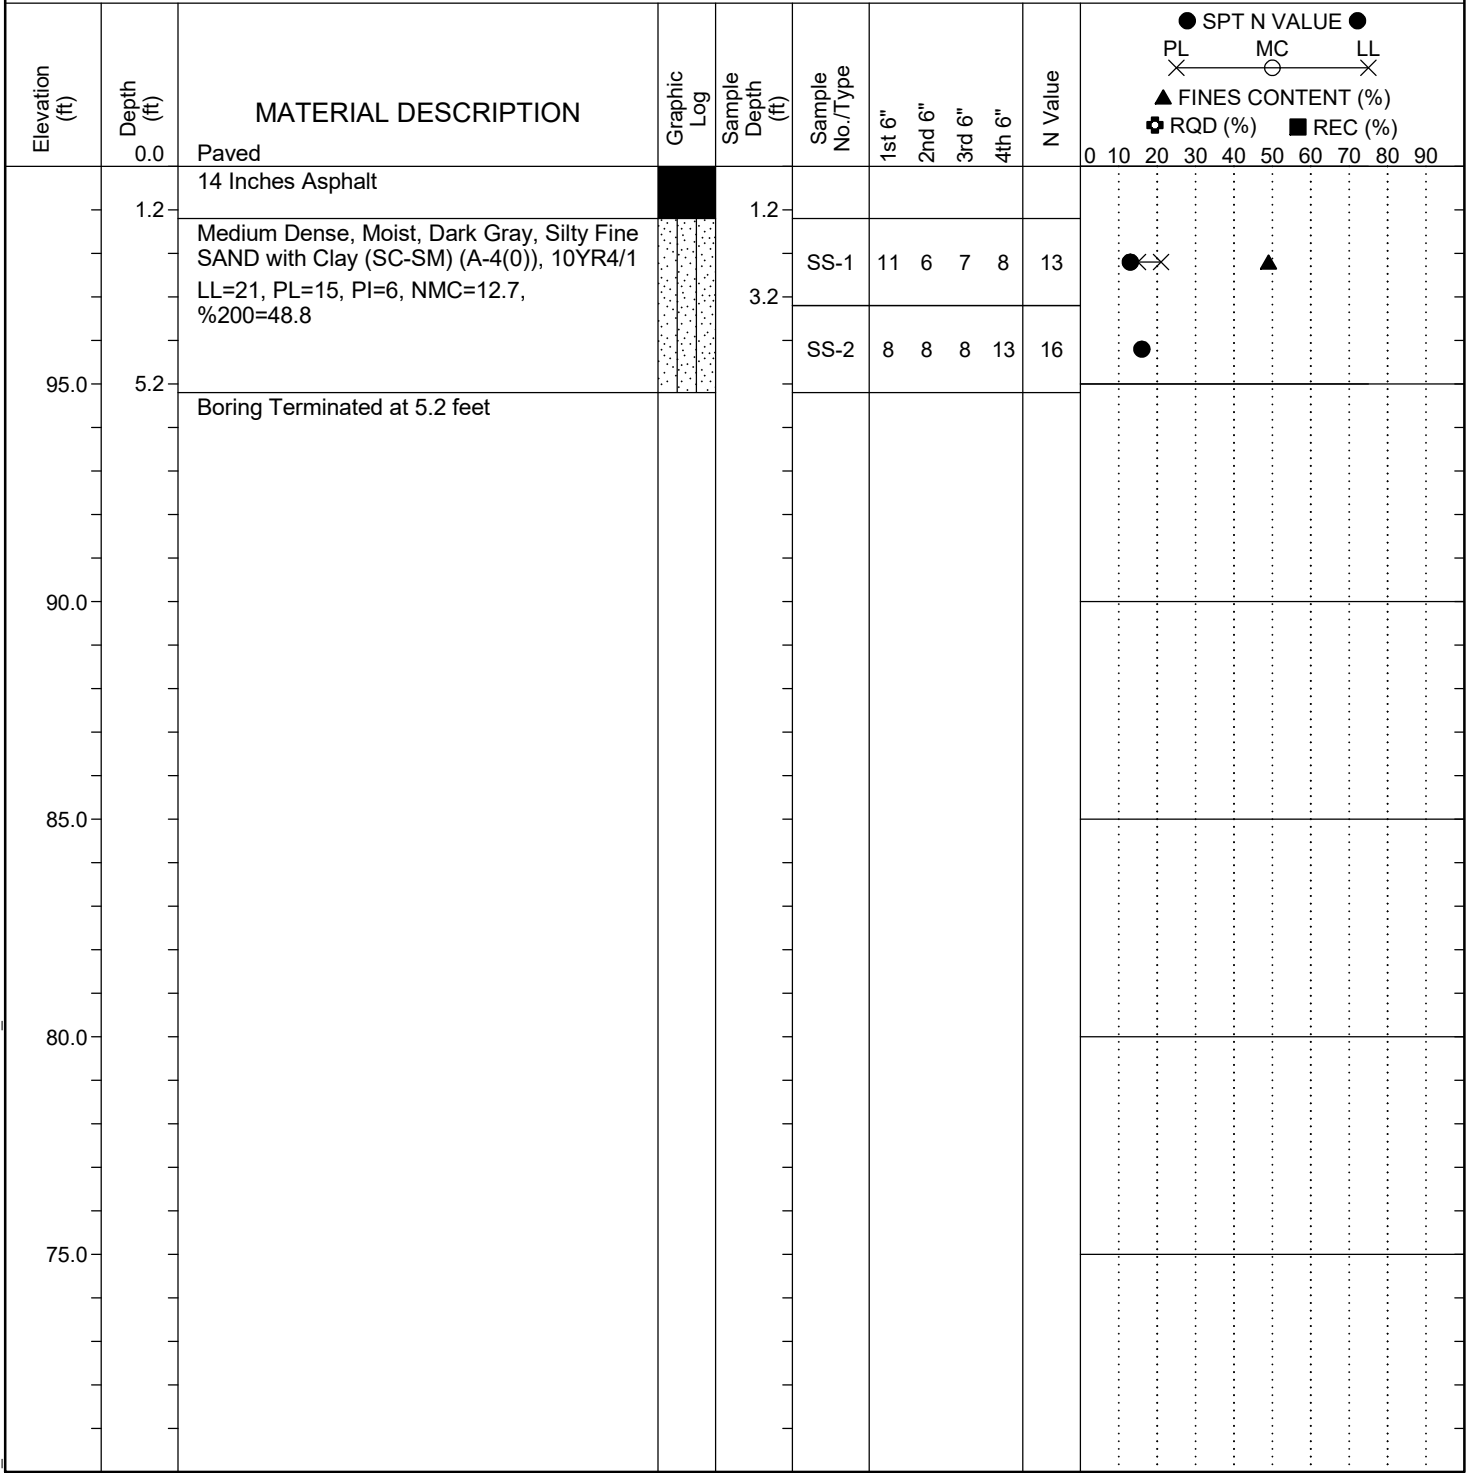 Elevation (ft)
Depth (ft)
0.0
MATERIAL DESCRIPTION
Paved
Graphic Log
Sample Depth (ft)
Sample No./Type
1st 6"
2nd 6"
3rd 6"
4th 6"
N Value
SPT N VALUE
PL MC LL
FINES CONTENT (%)
RQD (%) REC (%)
0 10 20 30 40 50 60 70 80 90
14 Inches Asphalt
1.2 1.2
Medium Dense, Moist, Dark Gray, Silty Fine
SAND with Clay (SC-SM) (A-4(0)), 10YR4/1
SS-1 11 6 7 8 13
LL=21, PL=15, PI=6, NMC=12.7,
%200=48.8
3.2
SS-2 8 8 8 13 16
95.0 5.2
Boring Terminated at 5.2 feet
90.0
85.0
80.0
75.0